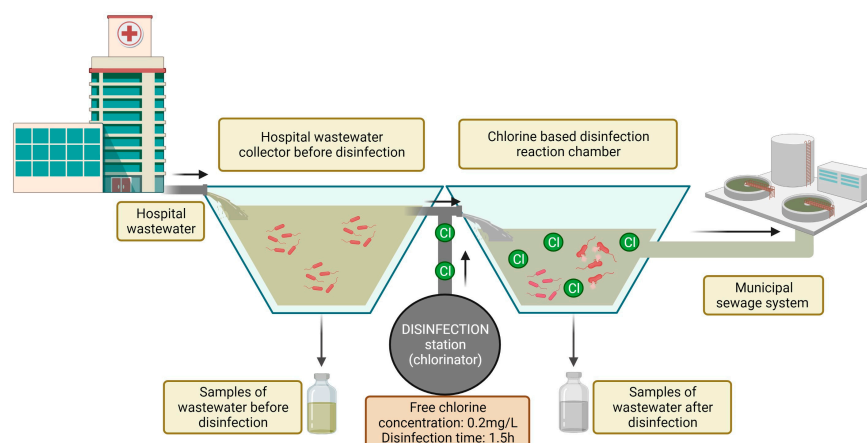 Hospital wastewater
collector before disinfection
Chlorine based disinfection
reaction chamber
Hospital
wastewater
Cl
Cl
Cl
Cl
Cl
Cl
Municipal
sewage system
DISINFECTION
station
(chlorinator)
Samples of
wastewater before
disinfection
Free chlorine
concentration: 0.2mg/L
Disinfection time: 1.5h
Samples of
wastewater after
disinfection